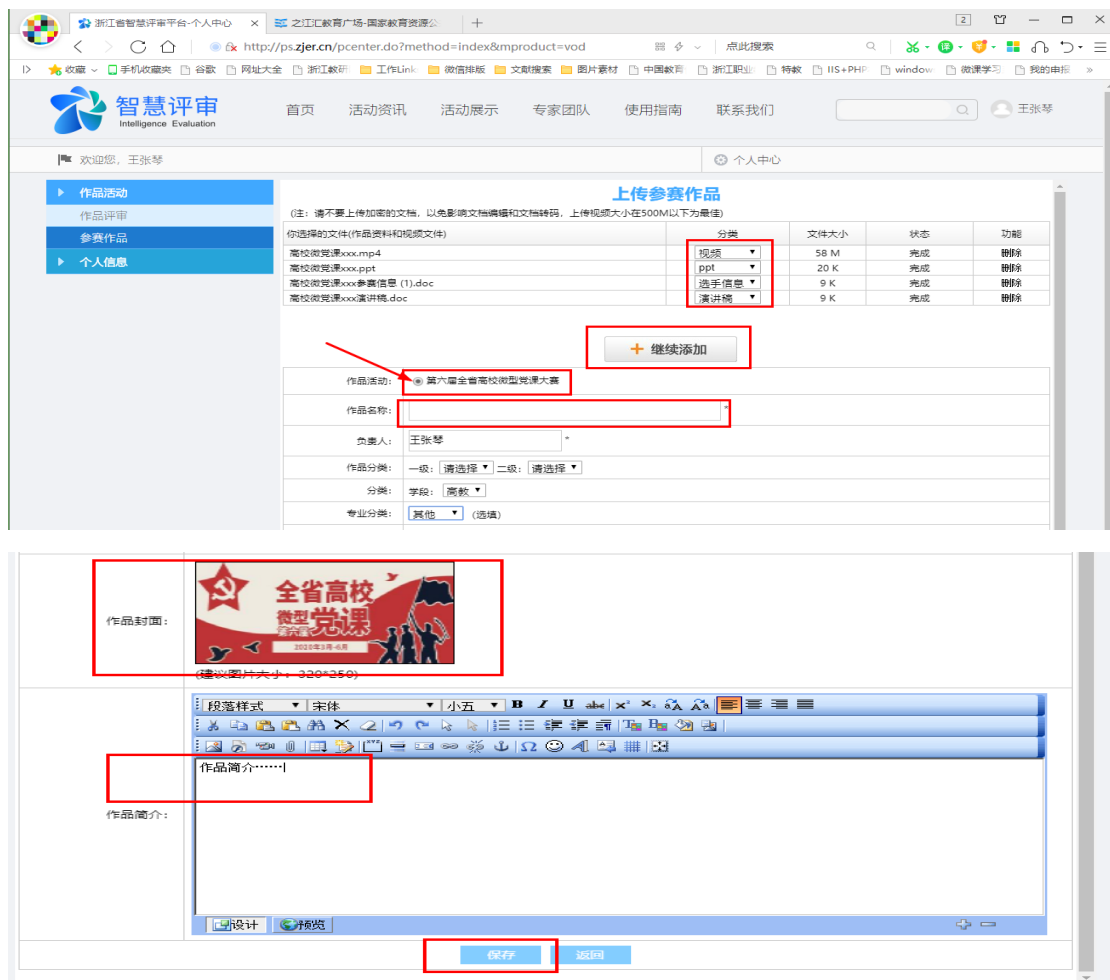 浙江省智慧评审平台-个人中心 × 之江汇教育广场-国家教育资源公 + 2
http://ps.zjer.cn/pcenter.do?method=index&mproduct=vod 点此搜索
收藏 手机收藏夹 谷歌 网址大全 浙江教研 工作Link 微信排版 文献搜索 图片素材 中国教育 浙江职业 特教 IIS+PHP window 微课学习 我的申报 »
智慧评审 首页 活动资讯 活动展示 专家团队 使用指南 联系我们 王张琴
Intelligence Evaluation
欢迎您, 王张琴 个人中心
作品活动
作品评审
参赛作品
个人信息
上传参赛作品
(注: 请不要上传加密的文档, 以免影响文档编辑和文档转码, 上传视频大小在500M以下为最佳)
你选择的文件(作品资料和视频文件) 分类 文件大小 状态 功能
高校微党课xxx.mp4 视频 58 M 完成 删除
高校微党课xxx.ppt ppt 20 K 完成 删除
高校微党课xxx参赛信息 (1).doc 选手信息 9 K 完成 删除
高校微党课xxx演讲稿.doc 演讲稿 9 K 完成 删除
+ 继续添加
作品活动: 第六届全省高校微型党课大赛
作品名称: *
负责人: 王张琴 *
作品分类: 一级: 请选择 二级: 请选择
分类: 学段: 高教
专业分类: 其他 (选填)
作品封面:
全省高校
微型党课
第六届
2020年3月-6月
(建议图片大小: 320*250)
段落样式 宋体 小五 B I U abc x² x₂
作品简介:
作品简介……
设计 预览
保存 返回